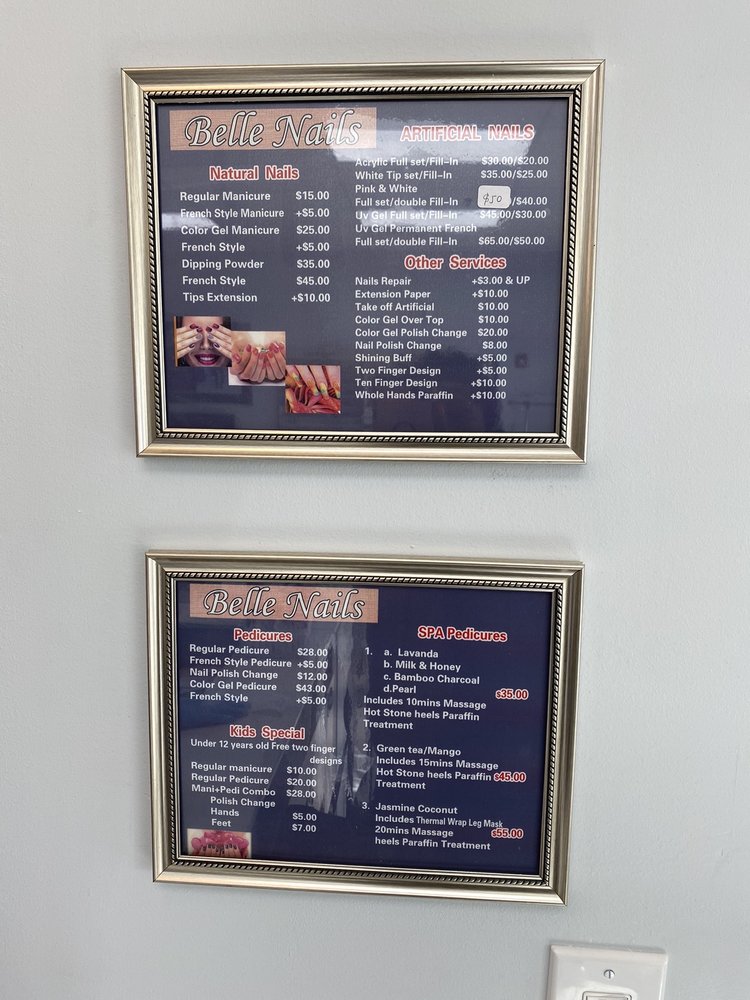 Belle Nails
Natural Nails
Regular Manicure $15.00
French Style Manicure +$5.00
Color Gel Manicure $25.00
French Style +$5.00
Dipping Powder $35.00
French Style $45.00
Tips Extension +$10.00
ARTIFICIAL NAILS
Acrylic Full set/Fill-In $30.00/$20.00
White Tip set/Fill-In $35.00/$25.00
Pink & White
Full set/double Fill-In $50 /$40.00
Uv Gel Full set/Fill-In $45.00/$30.00
Uv Gel Permanent French
Full set/double Fill-In $65.00/$50.00
Other Services
Nails Repair +$3.00 & UP
Extension Paper +$10.00
Take off Artificial $10.00
Color Gel Over Top $10.00
Color Gel Polish Change $20.00
Nail Polish Change $8.00
Shining Buff +$5.00
Two Finger Design +$5.00
Ten Finger Design +$10.00
Whole Hands Paraffin +$10.00
Belle Nails
Pedicures
Regular Pedicure $28.00
French Style Pedicure +$5.00
Nail Polish Change $12.00
Color Gel Pedicure $43.00
French Style +$5.00
Kids Special
Under 12 years old Free two finger
designs
Regular manicure $10.00
Regular Pedicure $20.00
Mani+Pedi Combo $28.00
Polish Change
Hands $5.00
Feet $7.00
SPA Pedicures
1. a. Lavanda
b. Milk & Honey
c. Bamboo Charcoal
d.Pearl $35.00
Includes 10mins Massage
Hot Stone heels Paraffin
Treatment
2. Green tea/Mango
Includes 15mins Massage
Hot Stone heels Paraffin $45.00
Treatment
3. Jasmine Coconut
Includes Thermal Wrap Leg Mask
20mins Massage $55.00
heels Paraffin Treatment